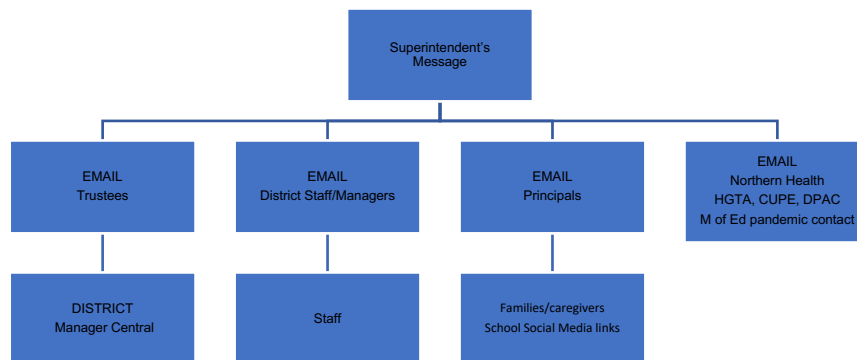 Superintendent's
Message
EMAIL
Trustees
EMAIL
District Staff/Managers
EMAIL
Principals
EMAIL
Northern Health
HGTA, CUPE, DPAC
M of Ed pandemic contact
DISTRICT
Manager Central
Staff
Families/caregivers
School Social Media links